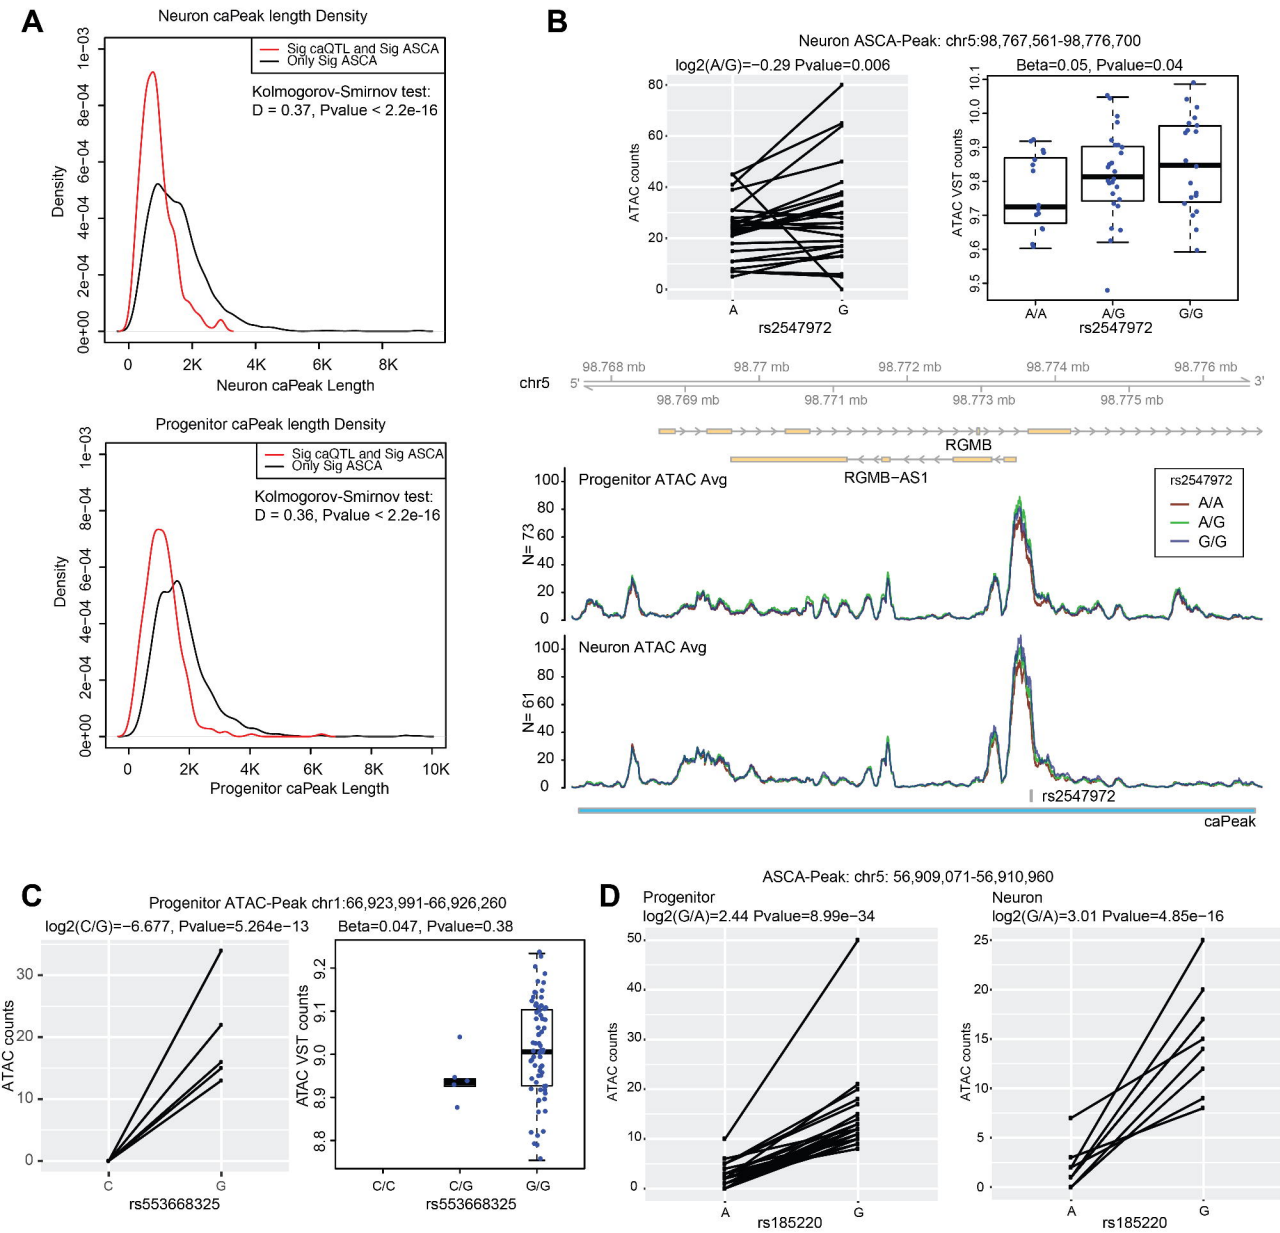 A
Neuron caPeak length Density
Sig caQTL and Sig ASCA
Only Sig ASCA
Kolmogorov-Smirnov test:
D = 0.37, Pvalue < 2.2e-16
Density
0e+00 2e−04 4e−04 6e−04 8e−04 1e−03
0 2K 4K 6K 8K
Neuron caPeak Length
Progenitor caPeak length Density
Sig caQTL and Sig ASCA
Only Sig ASCA
Kolmogorov-Smirnov test:
D = 0.36, Pvalue < 2.2e-16
Density
0e+00 2e−04 4e−04 6e−04 8e−04 1e−03
0 2K 4K 6K 8K 10K
Progenitor caPeak Length
B
Neuron ASCA-Peak: chr5:98,767,561-98,776,700
log2(A/G)=−0.29 Pvalue=0.006
ATAC counts
80
60
40
20
0
A G
rs2547972
Beta=0.05, Pvalue=0.04
ATAC VST counts
9.5 9.6 9.7 9.8 9.9 10.0 10.1
A/A A/G G/G
rs2547972
98.768 mb 98.77 mb 98.772 mb 98.774 mb 98.776 mb
chr5 5' 3'
98.769 mb 98.771 mb 98.773 mb 98.775 mb
RGMB
RGMB−AS1
Progenitor ATAC Avg
N= 73
100
80
60
40
20
0
rs2547972
A/A
A/G
G/G
Neuron ATAC Avg
N= 61
100
80
60
40
20
0
rs2547972
caPeak
C
Progenitor ATAC-Peak chr1:66,923,991-66,926,260
log2(C/G)=−6.677, Pvalue=5.264e−13
ATAC counts
30
20
10
0
C G
rs553668325
Beta=0.047, Pvalue=0.38
ATAC VST counts
8.8 8.9 9.0 9.1 9.2
C/C C/G G/G
rs553668325
D
ASCA-Peak: chr5: 56,909,071-56,910,960
Progenitor
log2(G/A)=2.44 Pvalue=8.99e−34
ATAC counts
50
40
30
20
10
0
A G
rs185220
Neuron
log2(G/A)=3.01 Pvalue=4.85e−16
ATAC counts
25
20
15
10
5
0
A G
rs185220